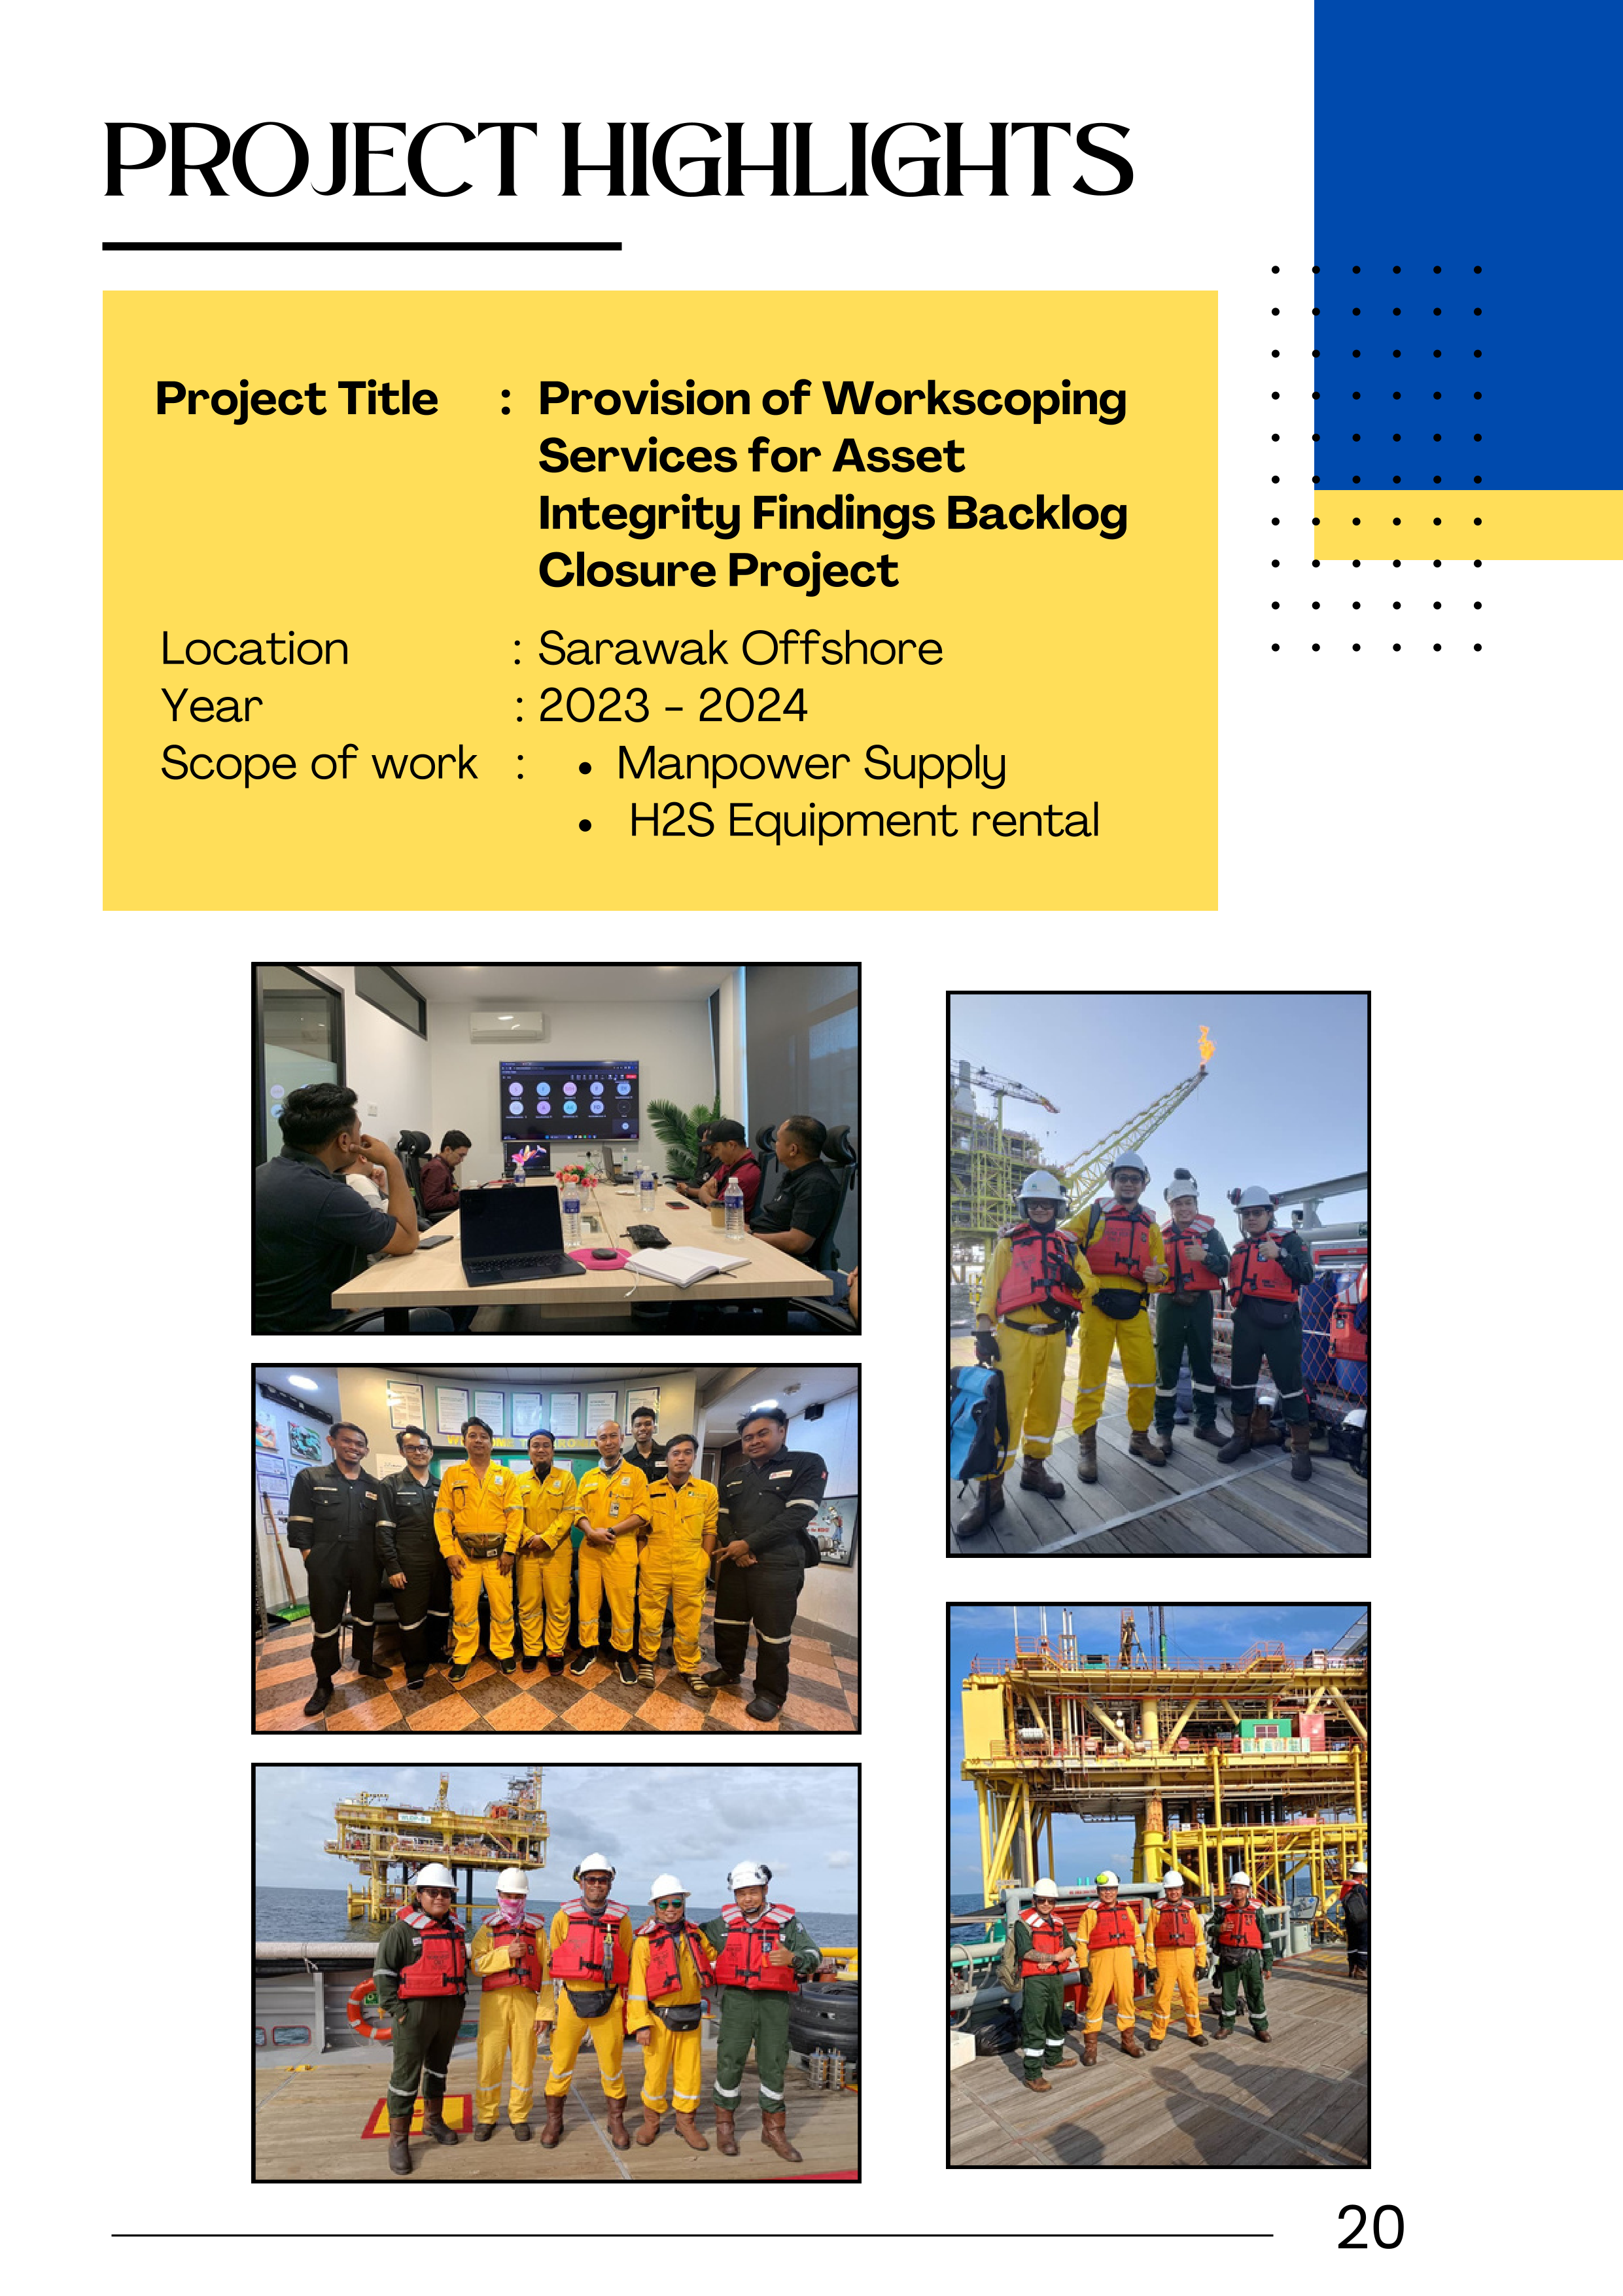 PROJECT HIGHLIGHTS
Project Title : Provision of Workscoping
Services for Asset
Integrity Findings Backlog
Closure Project
Location : Sarawak Offshore
Year : 2023 - 2024
Scope of work : • Manpower Supply
• H2S Equipment rental
20